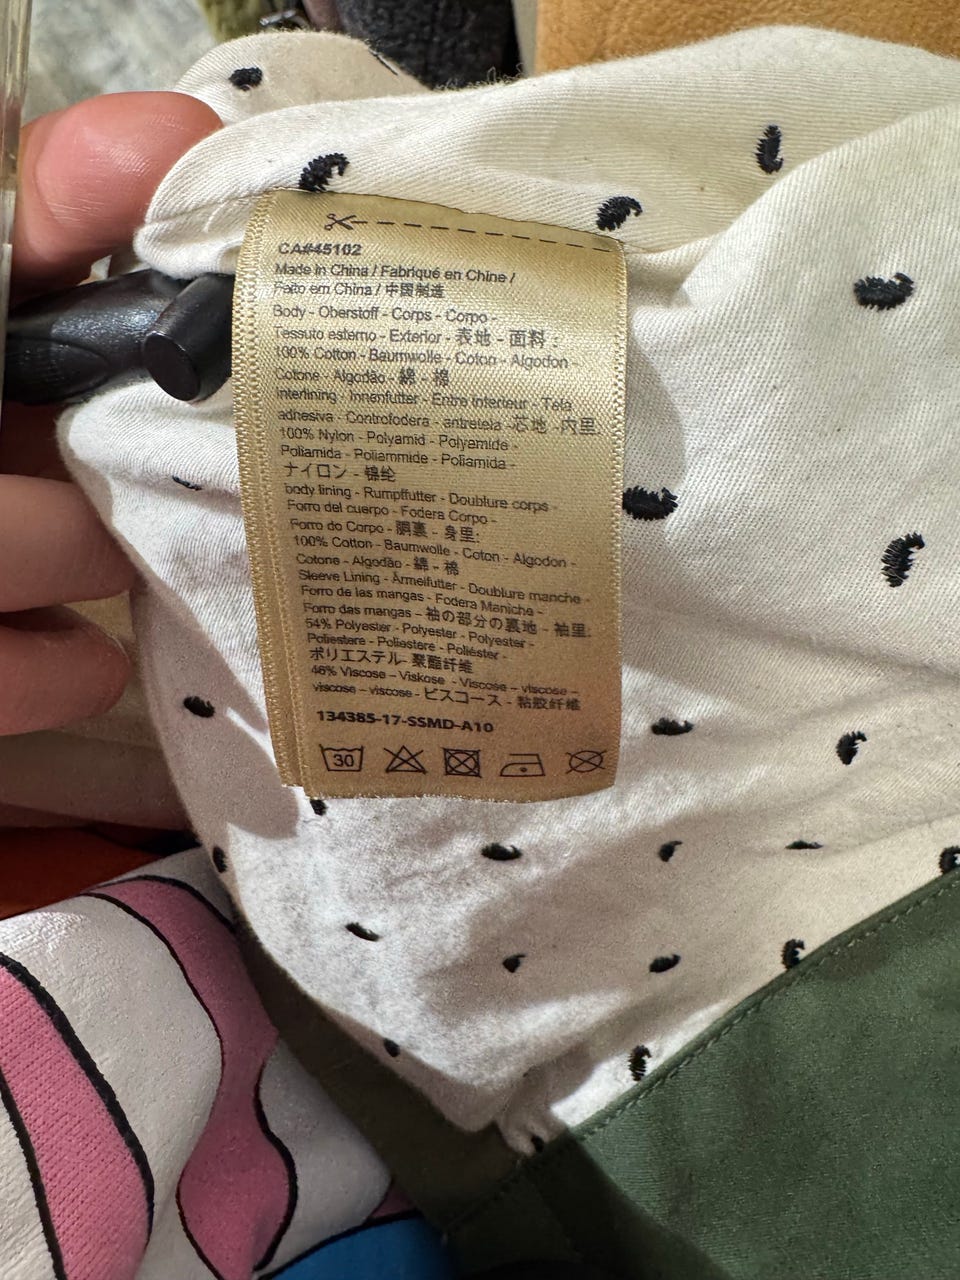 CA#45102
Made in China / Fabriqué en Chine /
Feito em China / 中国制造
Body - Oberstoff - Corps - Corpo -
Tessuto esterno - Exterior - 表地 - 面料 :
100% Cotton - Baumwolle - Coton - Algodon -
Cotone - Algodão - 綿 - 棉
interlining - Innenfutter - Entre interieur - Tela
adhesiva - Controfodera - antretela -芯地 -内里:
100% Nylon - Polyamid - Polyamide -
Poliamida - Poliammide - Poliamida -
ナイロン - 锦纶
body lining - Rumpffutter - Doublure corps -
Forro del cuerpo - Fodera Corpo -
Forro do Corpo - 胴裏 - 身里:
100% Cotton - Baumwolle - Coton - Algodon -
Cotone - Algodão - 綿 - 棉
Sleeve Lining - Ärmelfutter - Doublure manche -
Forro de las mangas - Fodera Maniche -
Forro das mangas – 袖の部分の裏地 - 袖里:
54% Polyester - Polyester - Polyester -
Poliestere - Poliestere - Poliéster -
ポリエステル- 聚酯纤维
46% Viscose - Viskose - Viscose – viscose –
viscose – viscose - ビスコース - 粘胶纤维
134385-17-SSMD-A10
30